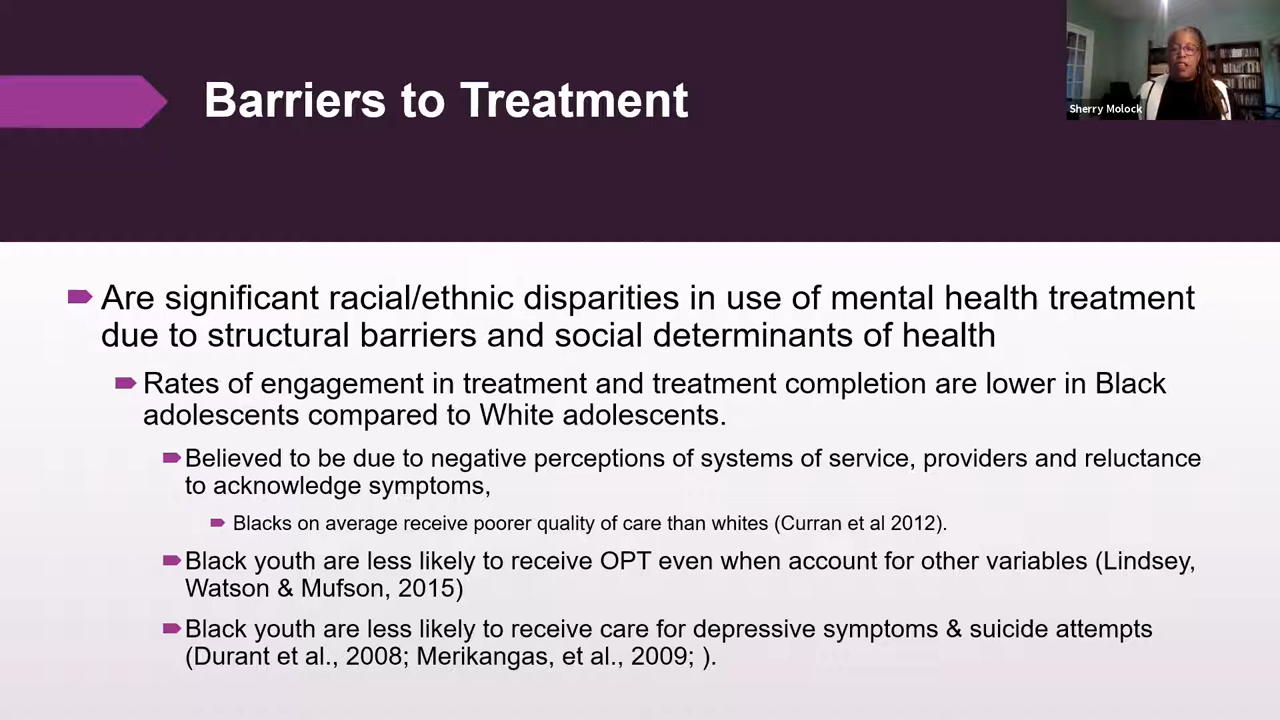 Barriers to Treatment
Sherry Molock
Are significant racial/ethnic disparities in use of mental health treatment
due to structural barriers and social determinants of health
Rates of engagement in treatment and treatment completion are lower in Black
adolescents compared to White adolescents.
Believed to be due to negative perceptions of systems of service, providers and reluctance
to acknowledge symptoms,
Blacks on average receive poorer quality of care than whites (Curran et al 2012).
Black youth are less likely to receive OPT even when account for other variables (Lindsey,
Watson & Mufson, 2015)
Black youth are less likely to receive care for depressive symptoms & suicide attempts
(Durant et al., 2008; Merikangas, et al., 2009; ).